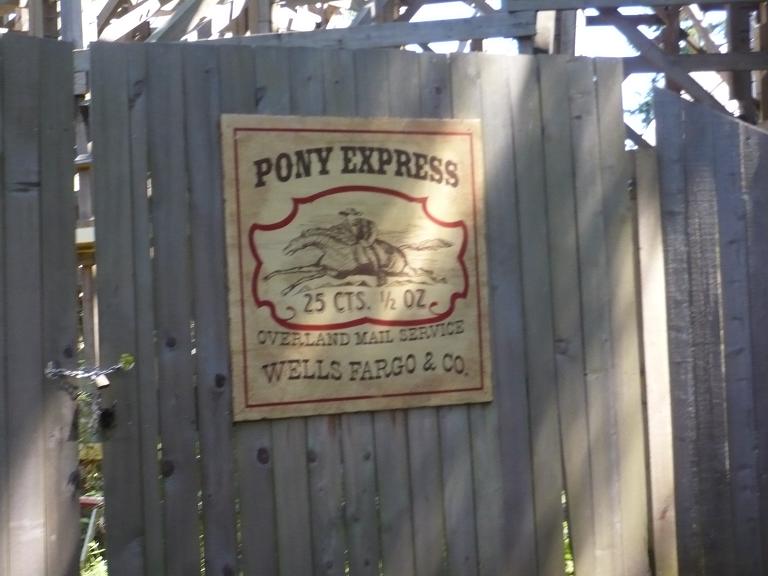 PONY EXPRESS
25 CTS. ½ OZ
OVERLAND MAIL SERVICE
WELLS FARGO & CO.